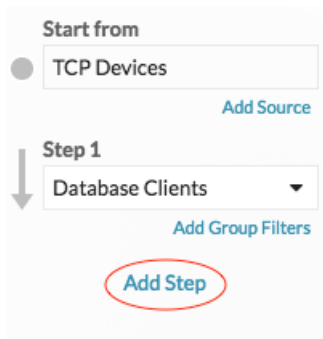 Start from
TCP Devices
Add Source
Step 1
Database Clients
Add Group Filters
Add Step